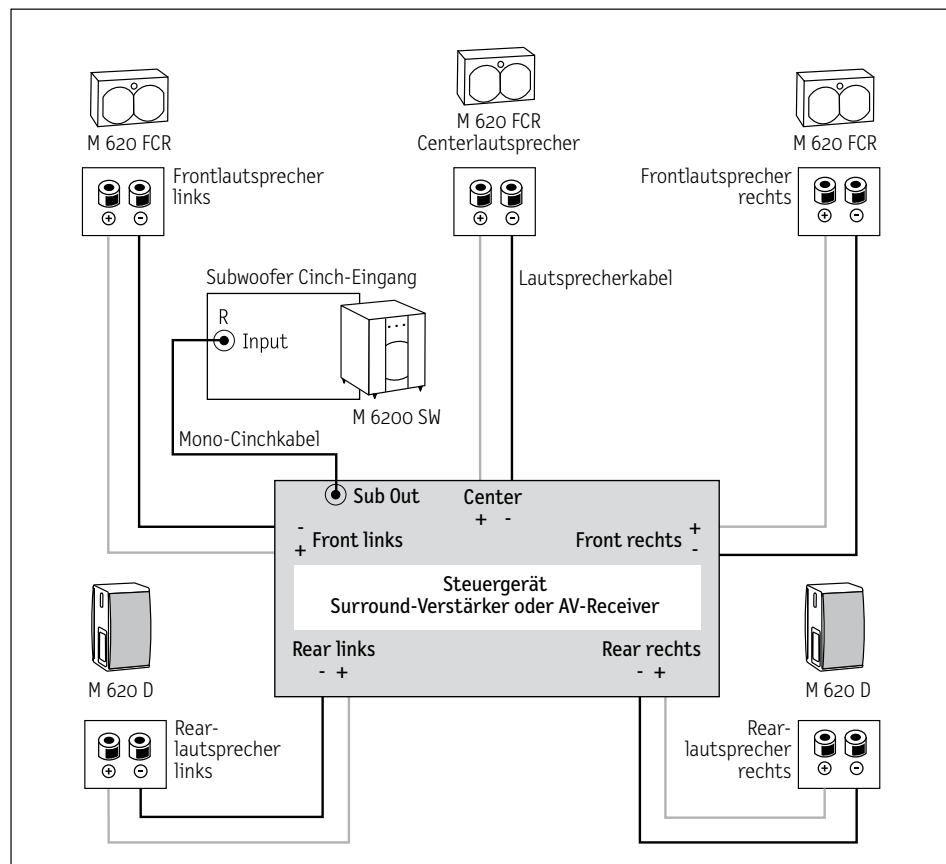 M 620 FCR
M 620 FCR
Centerlautsprecher
M 620 FCR
Frontlautsprecher
links
+ -
+ -
Frontlautsprecher
rechts
+ -
Subwoofer Cinch-Eingang
Lautsprecherkabel
R
Input
M 6200 SW
Mono-Cinchkabel
Sub Out
Center
+ -
-
+
Front links
Front rechts
+
-
Steuergerät
Surround-Verstärker oder AV-Receiver
Rear links
- +
Rear rechts
- +
M 620 D
M 620 D
Rear-
lautsprecher
links
+ -
Rear-
lautsprecher
rechts
+ -